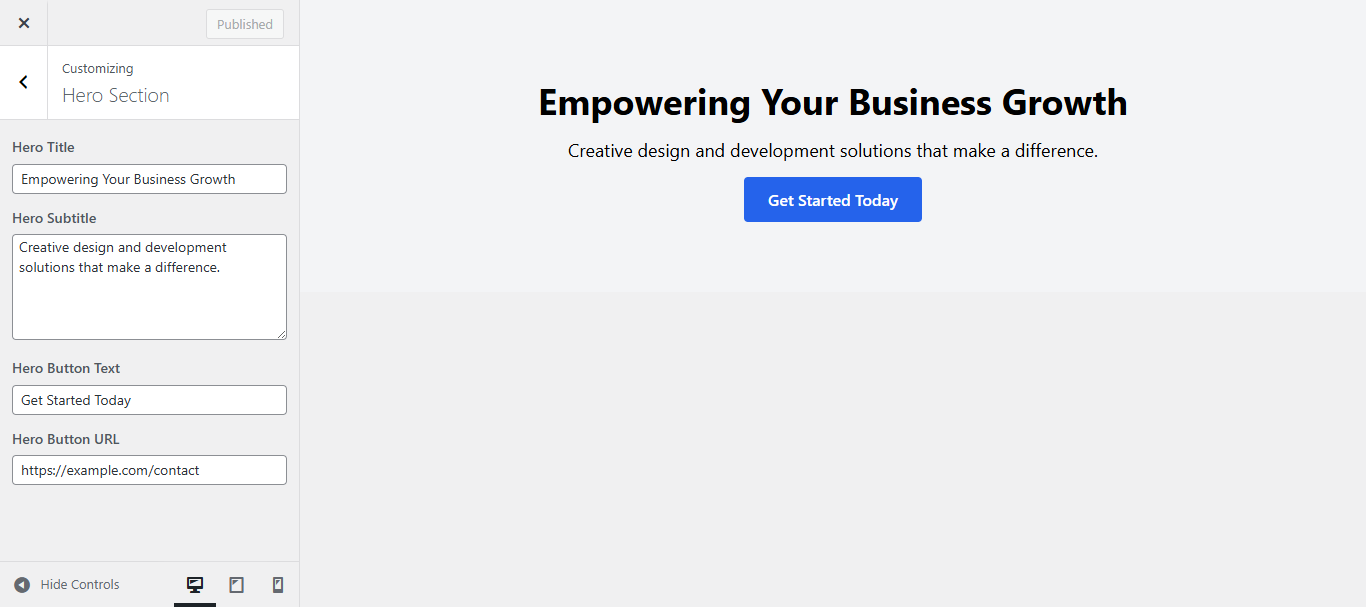 Published
Customizing
Hero Section
Hero Title
Empowering Your Business Growth
Hero Subtitle
Creative design and development
solutions that make a difference.
Hero Button Text
Get Started Today
Hero Button URL
https://example.com/contact
Hide Controls
Empowering Your Business Growth
Creative design and development solutions that make a difference.
Get Started Today